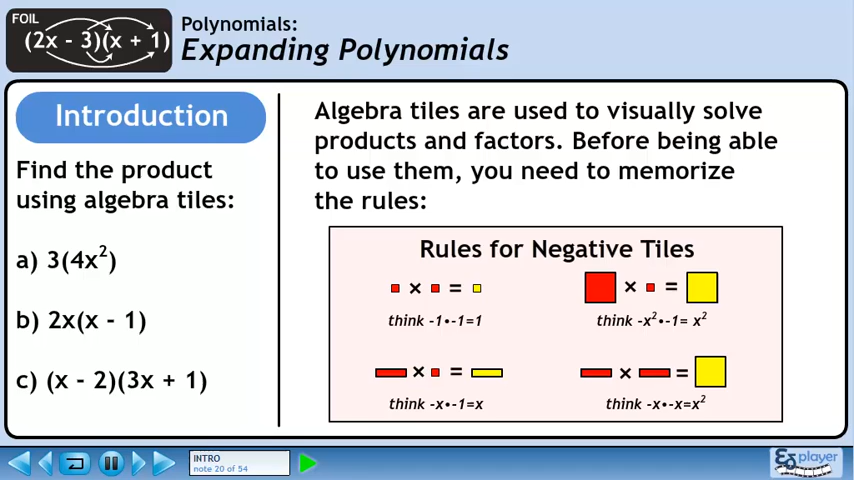 FOIL
(2x - 3)(x + 1)
Polynomials:
Expanding Polynomials
Introduction
Find the product
using algebra tiles:
a) 3(4x²)
b) 2x(x - 1)
c) (x - 2)(3x + 1)
Algebra tiles are used to visually solve
products and factors. Before being able
to use them, you need to memorize
the rules:
Rules for Negative Tiles
× =
think -1•-1=1
× =
think -x²•-1= x²
× =
think -x•-1=x
× =
think -x•-x=x²
INTRO
note 20 of 54
player